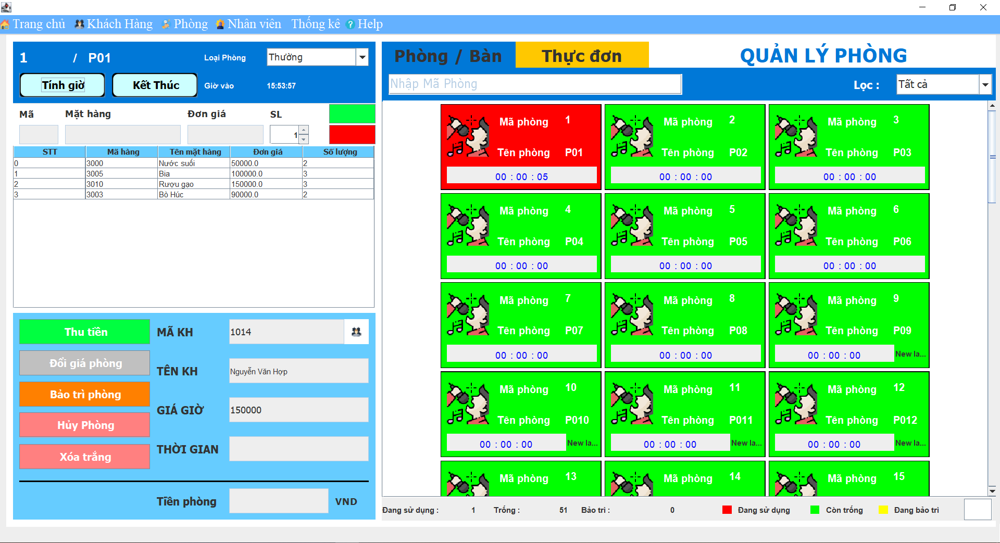 Trang chủ Khách Hàng Phòng Nhân viên Thống kê Help
1 / P01 Loại Phòng Thường
Tính giờ Kết Thúc Giờ vào 15:53:57
Mã Mặt hàng Đơn giá SL
1
STT Mã hàng Tên mặt hàng Đơn giá Số lượng
0 3000 Nước suối 50000.0 2
1 3005 Bia 100000.0 3
2 3010 Rượu gạo 150000.0 3
3 3003 Bò Húc 90000.0 2
Thu tiền
Đổi giá phòng
Bảo trì phòng
Hủy Phòng
Xóa trắng
MÃ KH 1014
TÊN KH Nguyễn Văn Hợp
GIÁ GIỜ 150000
THỜI GIAN
Tiền phòng VND
Phòng / Bàn Thực đơn QUẢN LÝ PHÒNG
Nhập Mã Phòng Lọc : Tất cả
Mã phòng 1 Mã phòng 2 Mã phòng 3
Tên phòng P01 Tên phòng P02 Tên phòng P03
00 : 00 : 05 00 : 00 : 00 00 : 00 : 00
Mã phòng 4 Mã phòng 5 Mã phòng 6
Tên phòng P04 Tên phòng P05 Tên phòng P06
00 : 00 : 00 00 : 00 : 00 00 : 00 : 00
Mã phòng 7 Mã phòng 8 Mã phòng 9
Tên phòng P07 Tên phòng P08 Tên phòng P09
00 : 00 : 00 00 : 00 : 00 00 : 00 : 00 New la...
Mã phòng 10 Mã phòng 11 Mã phòng 12
Tên phòng P010 Tên phòng P011 Tên phòng P012
00 : 00 : 00 New la... 00 : 00 : 00 New la... 00 : 00 : 00 New la...
Mã phòng 13 Mã phòng 14 Mã phòng 15
Đang sử dụng : 1 Trống : 51 Bảo trì : 0 Đang sử dụng Còn trống Đang bảo trì